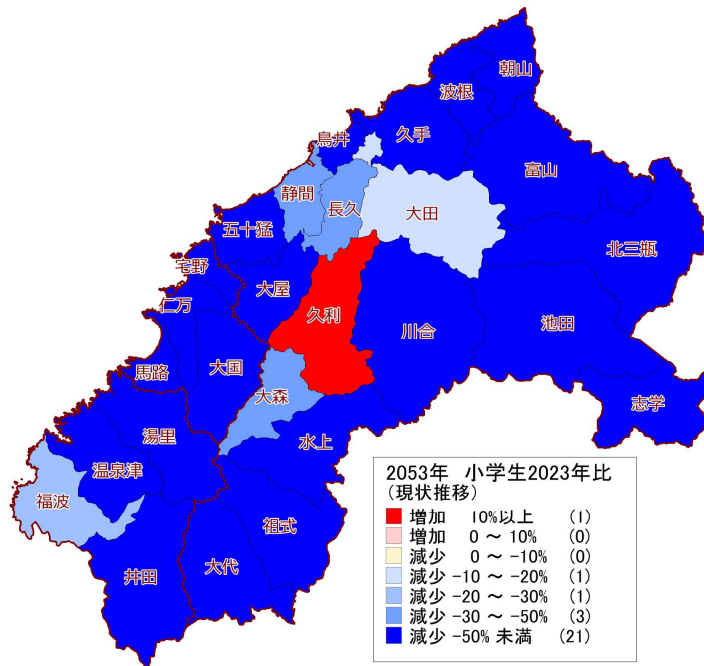 朝山
波根
鳥井
久手
富山
静間
長久
大田
五十猛
北三瓶
宅野
大屋
仁万
久利
川合
池田
馬路
大国
大森
志学
湯里
水上
温泉津
福波
祖式
井田
大代
2053年 小学生2023年比
(現状推移)
増加 10%以上 (1)
増加 0 ～ 10% (0)
減少 0 ～ -10% (0)
減少 -10 ～ -20% (1)
減少 -20 ～ -30% (1)
減少 -30 ～ -50% (3)
減少 -50% 未満 (21)